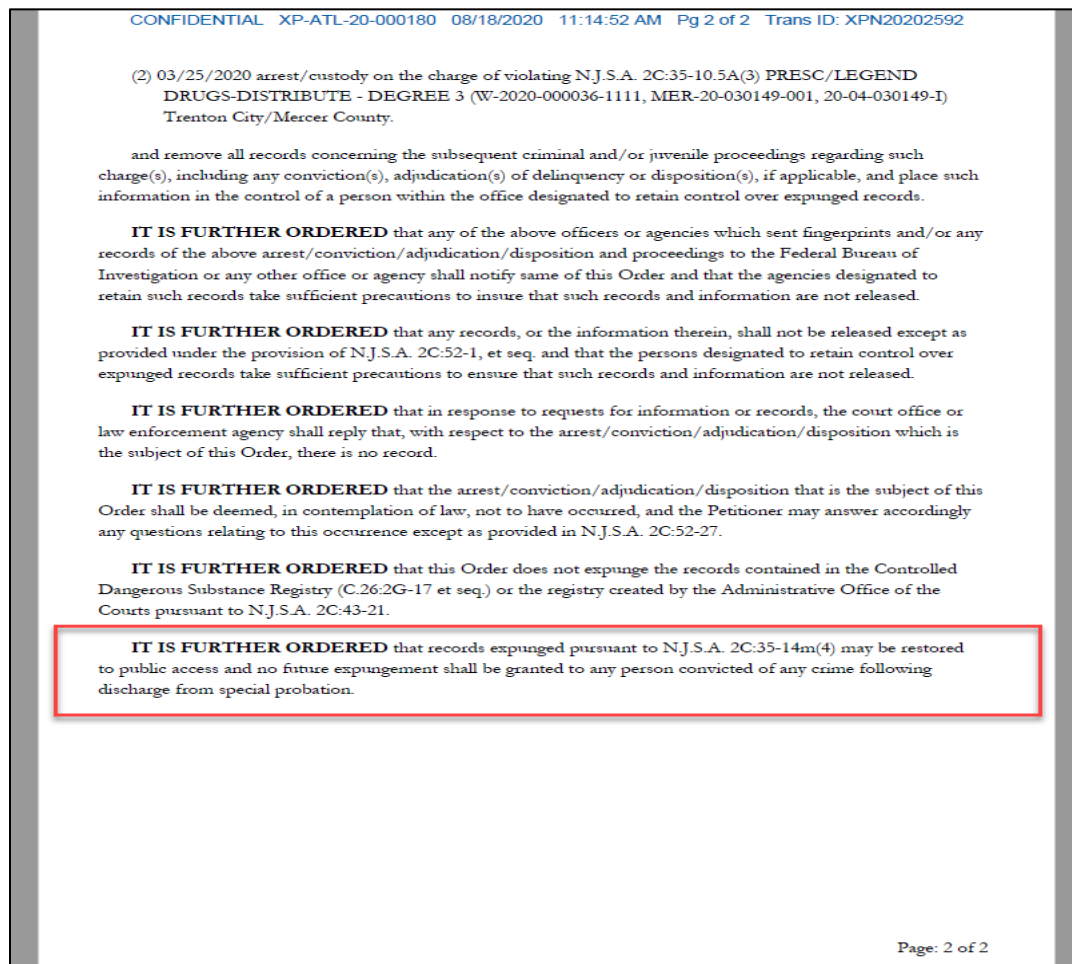 CONFIDENTIAL XP-ATL-20-000180 08/18/2020 11:14:52 AM Pg 2 of 2 Trans ID: XPN20202592
(2) 03/25/2020 arrest/custody on the charge of violating N.J.S.A. 2C:35-10.5A(3) PRESC/LEGEND
DRUGS-DISTRIBUTE - DEGREE 3 (W-2020-000036-1111, MER-20-030149-001, 20-04-030149-I)
Trenton City/Mercer County.
and remove all records concerning the subsequent criminal and/or juvenile proceedings regarding such
charge(s), including any conviction(s), adjudication(s) of delinquency or disposition(s), if applicable, and place such
information in the control of a person within the office designated to retain control over expunged records.
IT IS FURTHER ORDERED that any of the above officers or agencies which sent fingerprints and/or any
records of the above arrest/conviction/adjudication/disposition and proceedings to the Federal Bureau of
Investigation or any other office or agency shall notify same of this Order and that the agencies designated to
retain such records take sufficient precautions to insure that such records and information are not released.
IT IS FURTHER ORDERED that any records, or the information therein, shall not be released except as
provided under the provision of N.J.S.A. 2C:52-1, et seq. and that the persons designated to retain control over
expunged records take sufficient precautions to ensure that such records and information are not released.
IT IS FURTHER ORDERED that in response to requests for information or records, the court office or
law enforcement agency shall reply that, with respect to the arrest/conviction/adjudication/disposition which is
the subject of this Order, there is no record.
IT IS FURTHER ORDERED that the arrest/conviction/adjudication/disposition that is the subject of this
Order shall be deemed, in contemplation of law, not to have occurred, and the Petitioner may answer accordingly
any questions relating to this occurrence except as provided in N.J.S.A. 2C:52-27.
IT IS FURTHER ORDERED that this Order does not expunge the records contained in the Controlled
Dangerous Substance Registry (C.26:2G-17 et seq.) or the registry created by the Administrative Office of the
Courts pursuant to N.J.S.A. 2C:43-21.
IT IS FURTHER ORDERED that records expunged pursuant to N.J.S.A. 2C:35-14m(4) may be restored
to public access and no future expungement shall be granted to any person convicted of any crime following
discharge from special probation.
Page: 2 of 2